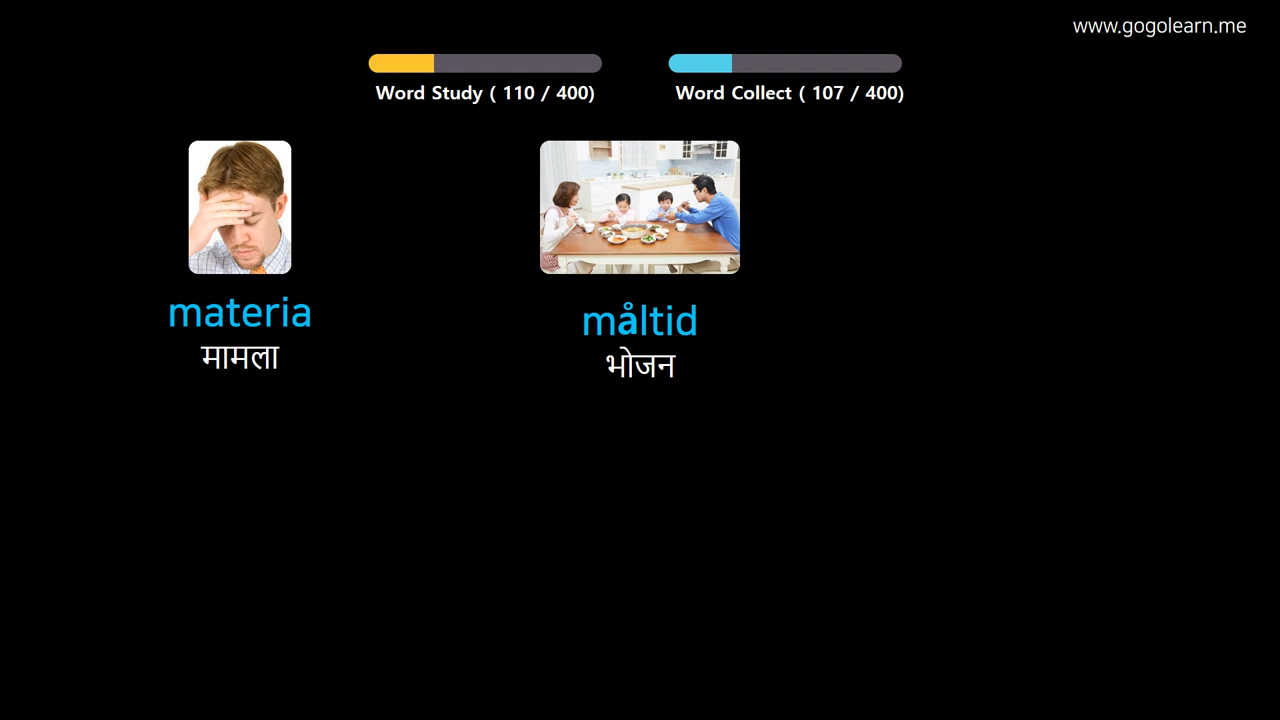 www.gogolearn.me
Word Study ( 110 / 400)
Word Collect ( 107 / 400)
materia
मामला
måltid
भोजन